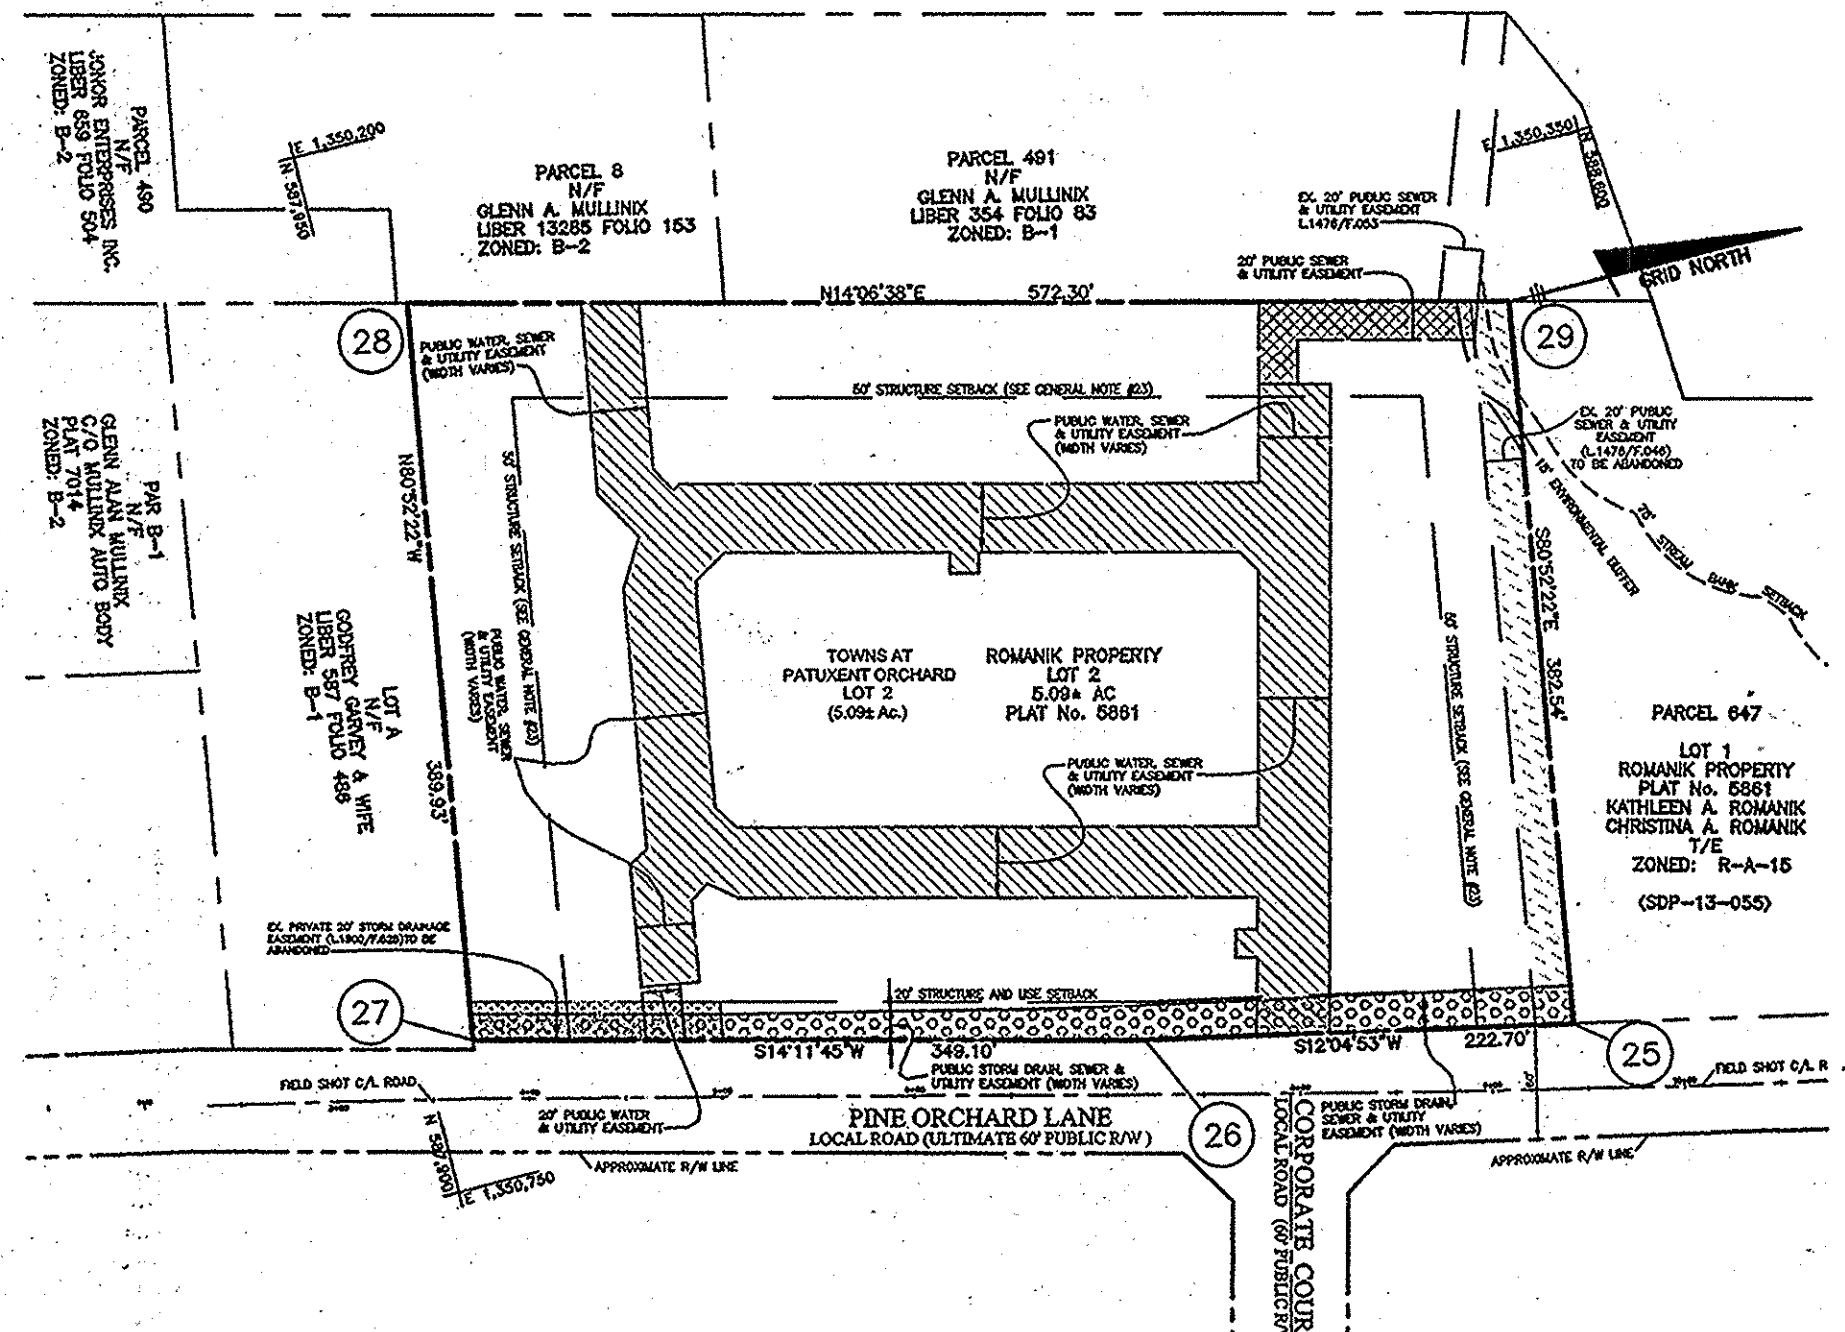 PARCEL 490
N/F
JONOR ENTERPRISES INC.
LIBER 659 FOLIO 504
ZONED: B-2
E 1,350,200
N 587,950
PARCEL 8
N/F
GLENN A. MULLINIX
LIBER 13285 FOLIO 153
ZONED: B-2
PARCEL 491
N/F
GLENN A. MULLINIX
LIBER 354 FOLIO 83
ZONED: B-1
E 1,350,350
N 588,600
EX. 20' PUBLIC SEWER
& UTILITY EASEMENT
L.1476/F.053
20' PUBLIC SEWER
& UTILITY EASEMENT
GRID NORTH
N14°06'38"E 572.30'
28
29
PUBLIC WATER, SEWER
& UTILITY EASEMENT
(WIDTH VARIES)
50' STRUCTURE SETBACK (SEE GENERAL NOTE #23)
PUBLIC WATER, SEWER
& UTILITY EASEMENT
(WIDTH VARIES)
EX. 20' PUBLIC
SEWER & UTILITY
EASEMENT
(L.1476/F.046)
TO BE ABANDONED
15' ENVIRONMENTAL BUFFER
75' STREAM BANK SETBACK
PAR B-1
N/F
GLENN ALAN MULLINIX
C/O MULLINIX AUTO BODY
PLAT 7014
ZONED: B-2
N80°52'22"W 389.93'
50' STRUCTURE SETBACK (SEE GENERAL NOTE #23)
S80°52'22"E 382.54'
50' STRUCTURE SETBACK (SEE GENERAL NOTE #23)
LOT A
N/F
GODFREY GARVEY & WIFE
LIBER 587 FOLIO 486
ZONED: B-1
PUBLIC WATER, SEWER
& UTILITY EASEMENT
(WIDTH VARIES)
TOWNS AT
PATUXENT ORCHARD
LOT 2
(5.09± Ac.)
ROMANIK PROPERTY
LOT 2
5.09± AC
PLAT No. 5881
PUBLIC WATER, SEWER
& UTILITY EASEMENT
(WIDTH VARIES)
PARCEL 647
LOT 1
ROMANIK PROPERTY
PLAT No. 5881
KATHLEEN A. ROMANIK
CHRISTINA A. ROMANIK
T/E
ZONED: R-A-15
(SDP-13-055)
EX. PRIVATE 20' STORM DRAINAGE
EASEMENT (L.1900/F.628) TO BE
ABANDONED
27
20' STRUCTURE AND USE SETBACK
S14°11'45"W 349.10'
S12°04'53"W 222.70'
25
FIELD SHOT C/L ROAD
PUBLIC STORM DRAIN, SEWER &
UTILITY EASEMENT (WIDTH VARIES)
FIELD SHOT C/L R
20' PUBLIC WATER
& UTILITY EASEMENT
PINE ORCHARD LANE
LOCAL ROAD (ULTIMATE 60' PUBLIC R/W)
26
PUBLIC STORM DRAIN,
SEWER & UTILITY
EASEMENT (WIDTH VARIES)
APPROXIMATE R/W LINE
APPROXIMATE R/W LINE
E 1,350,750
CORPORATE COUR
LOCAL ROAD (60' PUBLIC R/